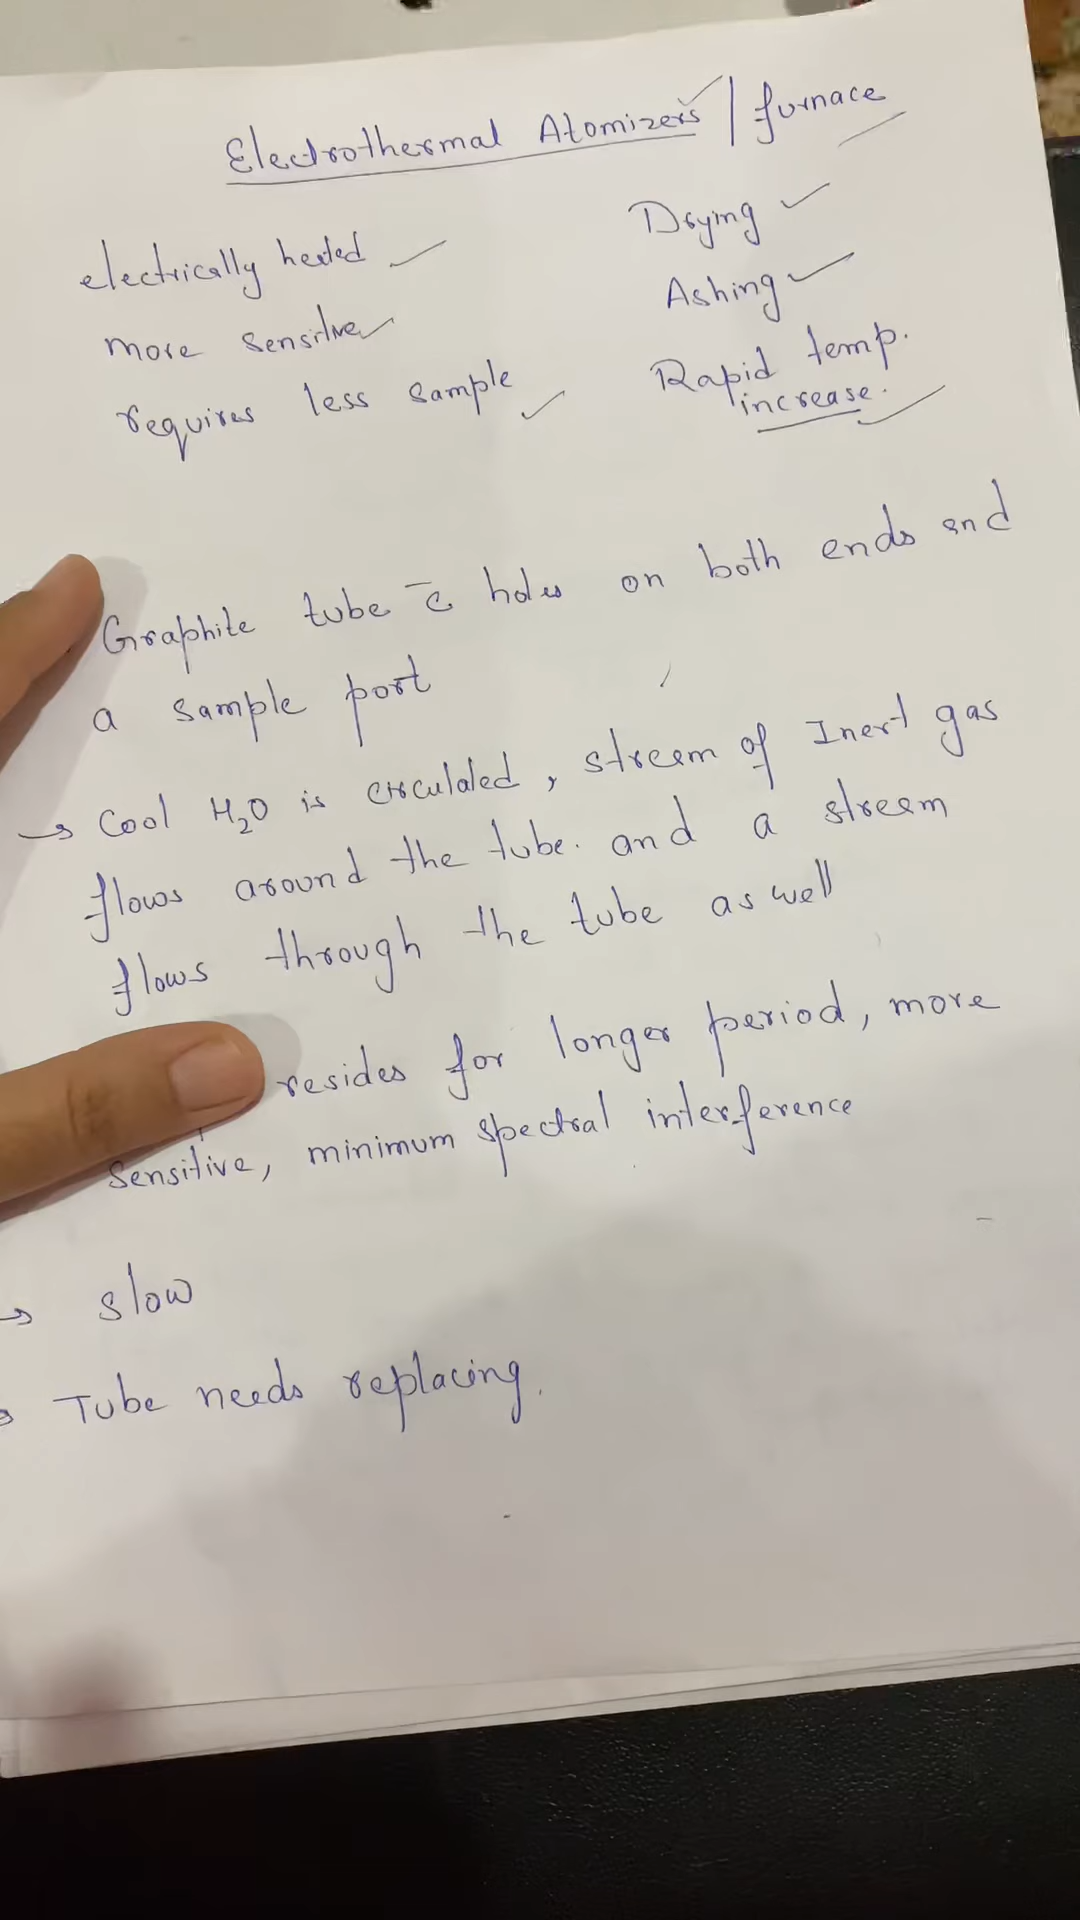 Electrothermal Atomizers / furnace
electrically heated
more sensitive
requires less sample
Drying
Ashing
Rapid temp.
increase.
Graphite tube c̄ holes on both ends and
a sample port
→ Cool H₂O is circulated, stream of Inert gas
flows around the tube. and a stream
flows through the tube as well
resides for longer period, more
sensitive, minimum spectral interference
→ slow
→ Tube needs replacing.